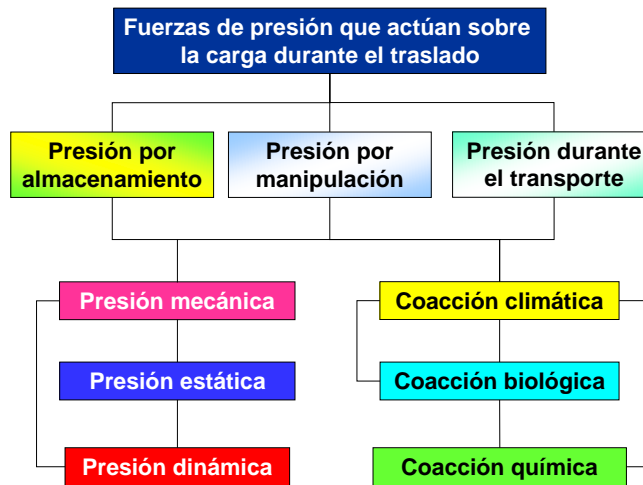 Fuerzas de presión que actúan sobre
la carga durante el traslado
Presión por
almacenamiento
Presión por
manipulación
Presión durante
el transporte
Presión mecánica
Coacción climática
Presión estática
Coacción biológica
Presión dinámica
Coacción química